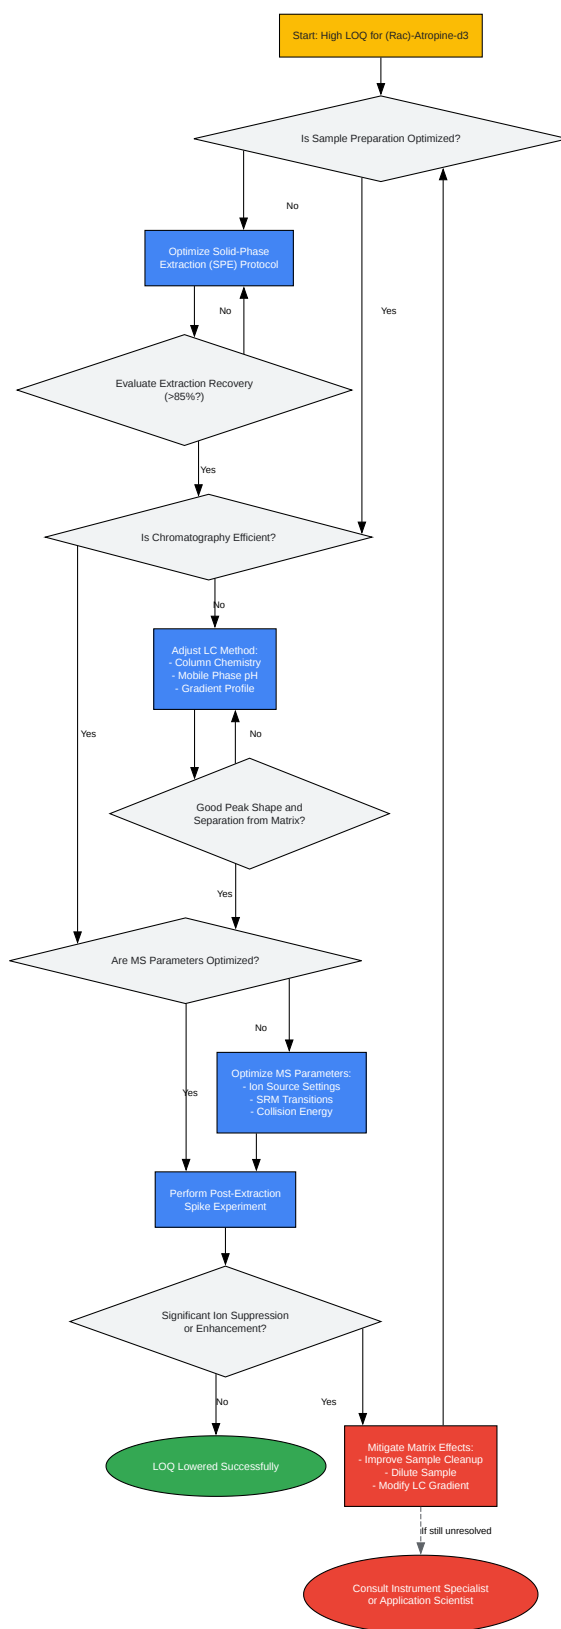 Start: High LOQ for (Rac)-Atropine-d3
Is Sample Preparation Optimized?
No
Optimize Solid-Phase
Extraction (SPE) Protocol
No
Yes
Evaluate Extraction Recovery
(>85%?)
Yes
Is Chromatography Efficient?
No
Adjust LC Method:
- Column Chemistry
- Mobile Phase pH
- Gradient Profile
Yes
No
Good Peak Shape and
Separation from Matrix?
Yes
Are MS Parameters Optimized?
No
Optimize MS Parameters:
- Ion Source Settings
- SRM Transitions
- Collision Energy
Yes
Perform Post-Extraction
Spike Experiment
Significant Ion Suppression
or Enhancement?
No
Yes
LOQ Lowered Successfully
Mitigate Matrix Effects:
- Improve Sample Cleanup
- Dilute Sample
- Modify LC Gradient
If still unresolved
Consult Instrument Specialist
or Application Scientist